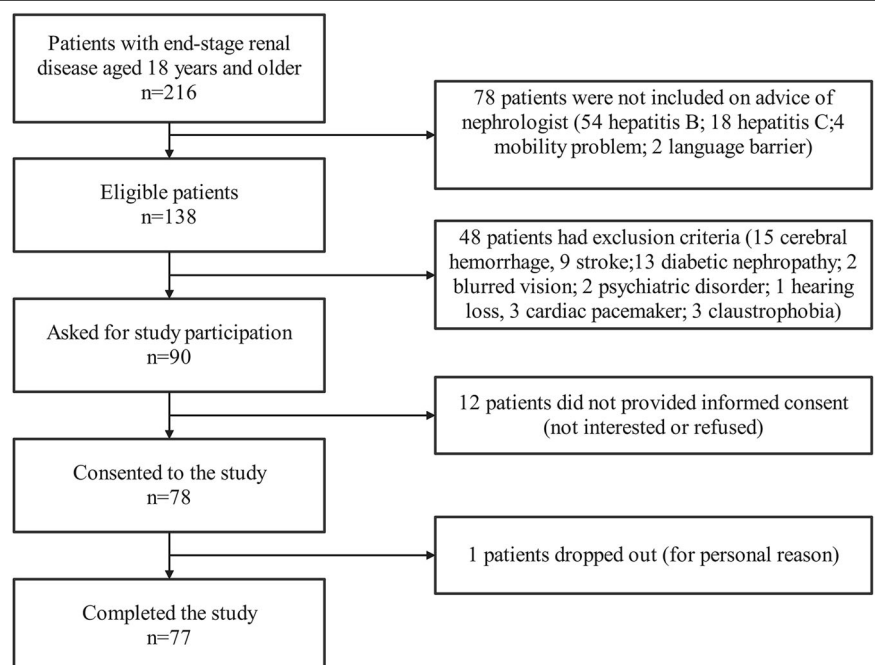 Patients with end-stage renal
disease aged 18 years and older
n=216
78 patients were not included on advice of
nephrologist (54 hepatitis B; 18 hepatitis C;4
mobility problem; 2 language barrier)
Eligible patients
n=138
48 patients had exclusion criteria (15 cerebral
hemorrhage, 9 stroke;13 diabetic nephropathy; 2
blurred vision; 2 psychiatric disorder; 1 hearing
loss, 3 cardiac pacemaker; 3 claustrophobia)
Asked for study participation
n=90
12 patients did not provided informed consent
(not interested or refused)
Consented to the study
n=78
1 patients dropped out (for personal reason)
Completed the study
n=77